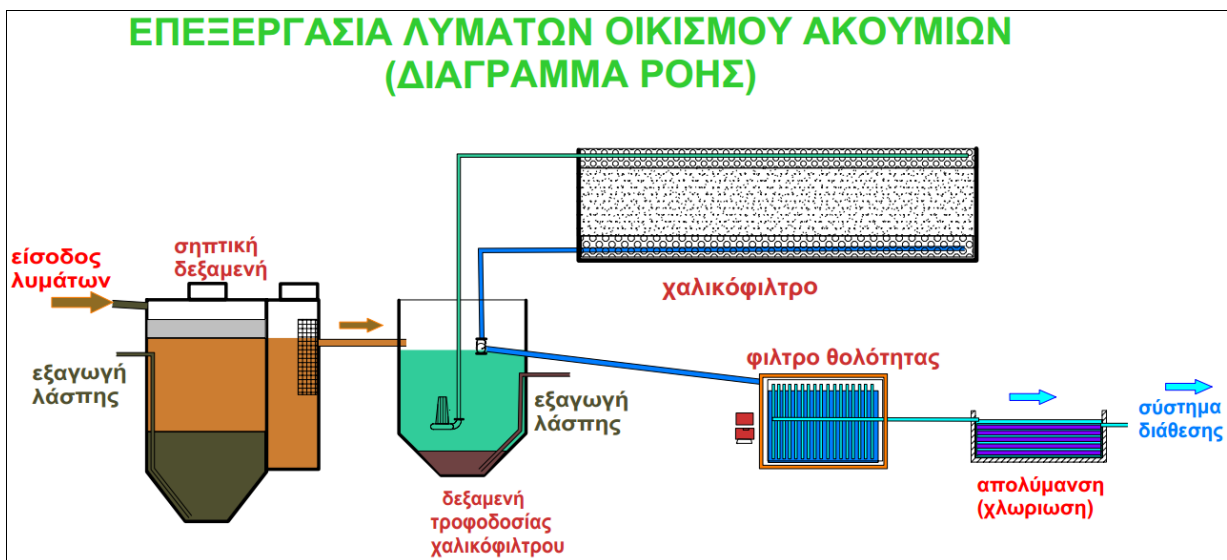 ΕΠΕΞΕΡΓΑΣΙΑ ΛΥΜΑΤΩΝ ΟΙΚΙΣΜΟΥ ΑΚΟΥΜΙΩΝ
(ΔΙΑΓΡΑΜΜΑ ΡΟΗΣ)
είσοδος
λυμάτων
σηπτική
δεξαμενή
χαλικόφιλτρο
εξαγωγή
λάσπης
εξαγωγή
λάσπης
φιλτρο θολότητας
σύστημα
διάθεσης
δεξαμενή
τροφοδοσίας
χαλικόφιλτρου
απολύμανση
(χλωριωση)